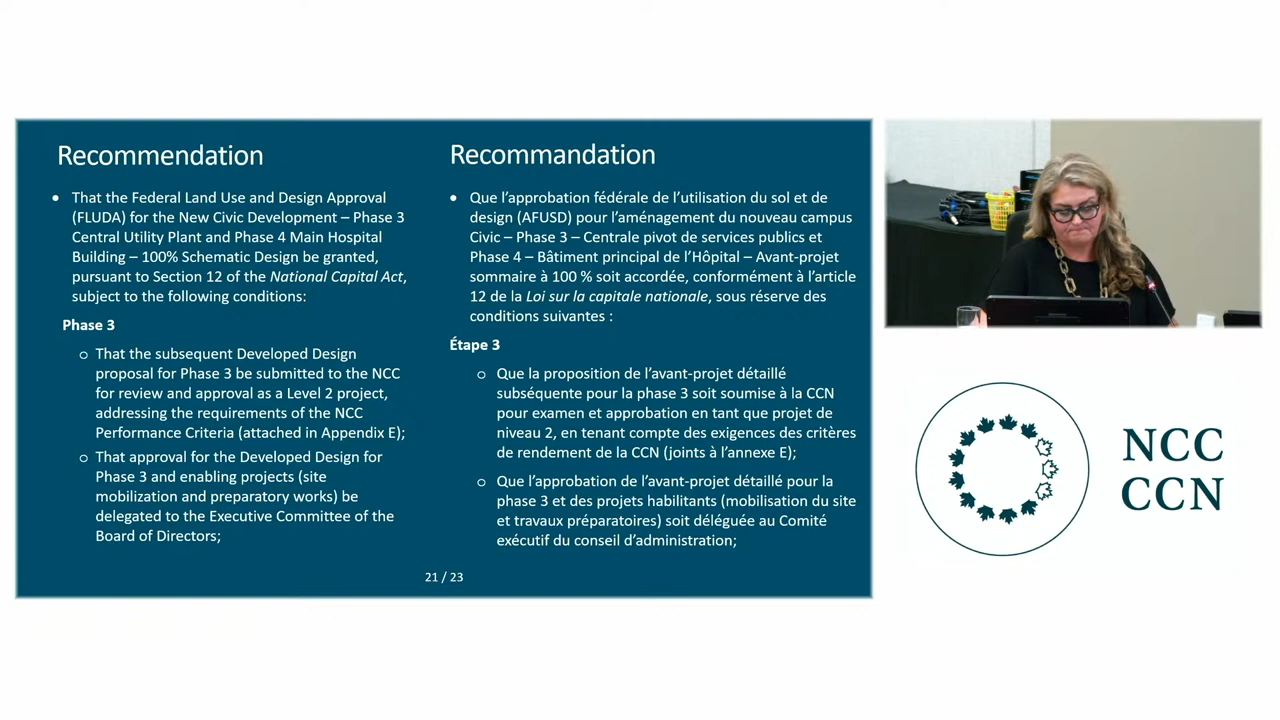 Recommendation
• That the Federal Land Use and Design Approval
(FLUDA) for the New Civic Development – Phase 3
Central Utility Plant and Phase 4 Main Hospital
Building – 100% Schematic Design be granted,
pursuant to Section 12 of the National Capital Act,
subject to the following conditions:
Phase 3
o That the subsequent Developed Design
proposal for Phase 3 be submitted to the NCC
for review and approval as a Level 2 project,
addressing the requirements of the NCC
Performance Criteria (attached in Appendix E);
o That approval for the Developed Design for
Phase 3 and enabling projects (site
mobilization and preparatory works) be
delegated to the Executive Committee of the
Board of Directors;
Recommandation
• Que l’approbation fédérale de l’utilisation du sol et de
design (AFUSD) pour l’aménagement du nouveau campus
Civic – Phase 3 – Centrale pivot de services publics et
Phase 4 – Bâtiment principal de l’Hôpital – Avant-projet
sommaire à 100 % soit accordée, conformément à l’article
12 de la Loi sur la capitale nationale, sous réserve des
conditions suivantes :
Étape 3
o Que la proposition de l’avant-projet détaillé
subséquente pour la phase 3 soit soumise à la CCN
pour examen et approbation en tant que projet de
niveau 2, en tenant compte des exigences des critères
de rendement de la CCN (joints à l’annexe E);
o Que l’approbation de l’avant-projet détaillé pour la
phase 3 et des projets habilitants (mobilisation du site
et travaux préparatoires) soit déléguée au Comité
exécutif du conseil d’administration;
21 / 23
NCC
CCN